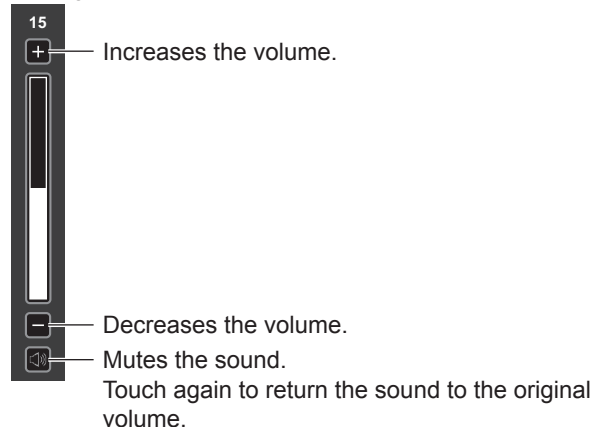 15
+
Increases the volume.
−
Decreases the volume.
Mutes the sound.
Touch again to return the sound to the original
volume.